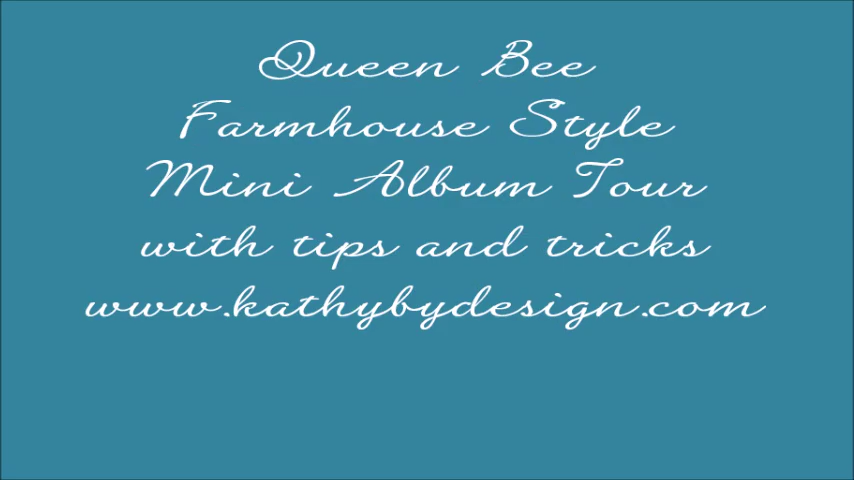 Queen Bee
Farmhouse Style
Mini Album Tour
with tips and tricks
www.kathybydesign.com